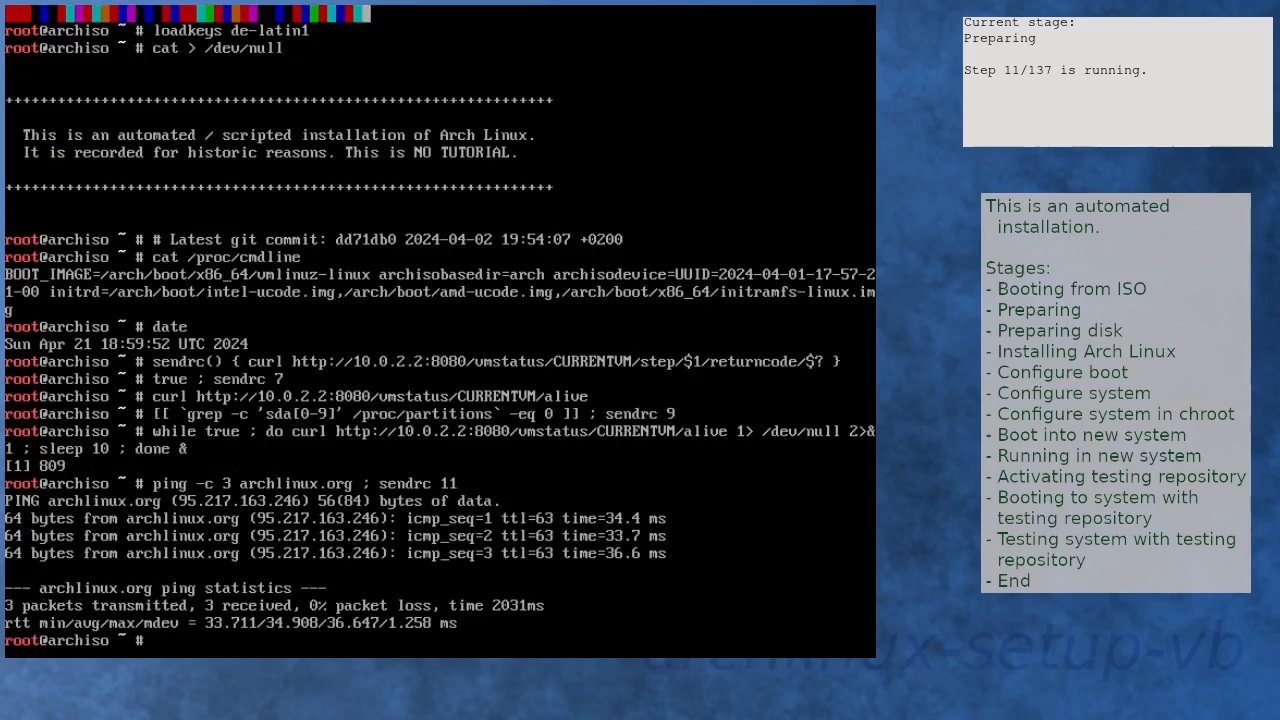 root@archiso ~ # loadkeys de-latin1
root@archiso ~ # cat > /dev/null
+++++++++++++++++++++++++++++++++++++++++++++++++++++++++++++++
This is an automated / scripted installation of Arch Linux.
It is recorded for historic reasons. This is NO TUTORIAL.
+++++++++++++++++++++++++++++++++++++++++++++++++++++++++++++++
root@archiso ~ # # Latest git commit: dd71db0 2024-04-02 19:54:07 +0200
root@archiso ~ # cat /proc/cmdline
BOOT_IMAGE=/arch/boot/x86_64/vmlinuz-linux archisobasedir=arch archisodevice=UUID=2024-04-01-17-57-2
1-00 initrd=/arch/boot/intel-ucode.img,/arch/boot/amd-ucode.img,/arch/boot/x86_64/initramfs-linux.im
g
root@archiso ~ # date
Sun Apr 21 18:59:52 UTC 2024
root@archiso ~ # sendrc() { curl http://10.0.2.2:8080/vmstatus/CURRENTVM/step/$1/returncode/$? }
root@archiso ~ # true ; sendrc 7
root@archiso ~ # curl http://10.0.2.2:8080/vmstatus/CURRENTVM/alive
root@archiso ~ # [[ `grep -c 'sda[0-9]' /proc/partitions` -eq 0 ]] ; sendrc 9
root@archiso ~ # while true ; do curl http://10.0.2.2:8080/vmstatus/CURRENTVM/alive 1> /dev/null 2>&
1 ; sleep 10 ; done &
[1] 809
root@archiso ~ # ping -c 3 archlinux.org ; sendrc 11
PING archlinux.org (95.217.163.246) 56(84) bytes of data.
64 bytes from archlinux.org (95.217.163.246): icmp_seq=1 ttl=63 time=34.4 ms
64 bytes from archlinux.org (95.217.163.246): icmp_seq=2 ttl=63 time=33.7 ms
64 bytes from archlinux.org (95.217.163.246): icmp_seq=3 ttl=63 time=36.6 ms
--- archlinux.org ping statistics ---
3 packets transmitted, 3 received, 0% packet loss, time 2031ms
rtt min/avg/max/mdev = 33.711/34.908/36.647/1.258 ms
root@archiso ~ #
Current stage:
Preparing
Step 11/137 is running.
This is an automated
installation.
Stages:
- Booting from ISO
- Preparing
- Preparing disk
- Installing Arch Linux
- Configure boot
- Configure system
- Configure system in chroot
- Boot into new system
- Running in new system
- Activating testing repository
- Booting to system with
testing repository
- Testing system with testing
repository
- End